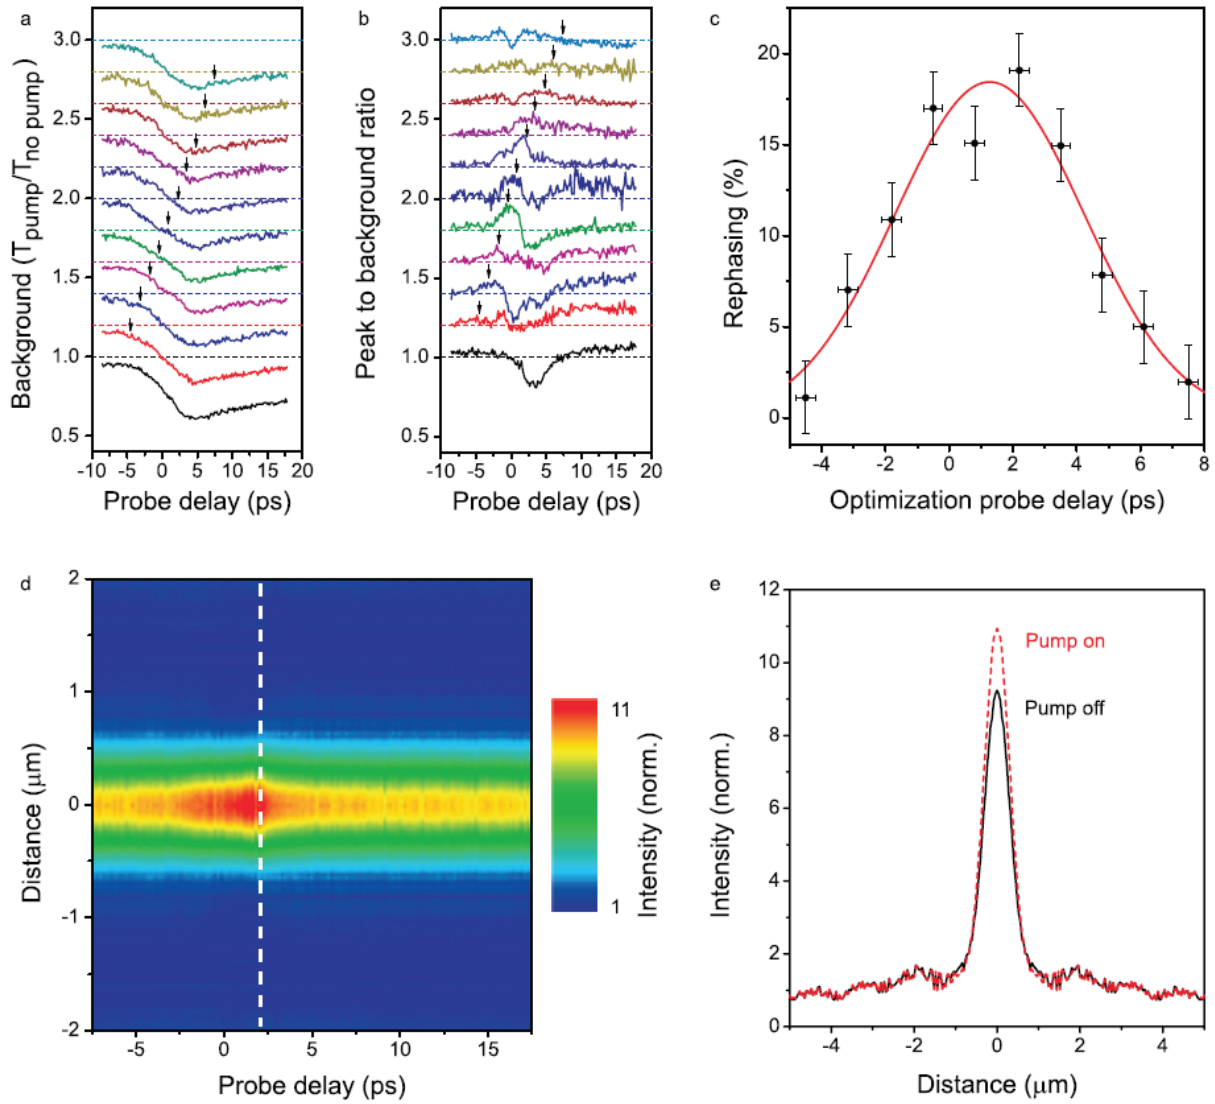 a
3.0
2.5
2.0
1.5
1.0
0.5
-10 -5 0 5 10 15 20
Probe delay (ps)
Background (T pump/T no pump)
b
3.0
2.5
2.0
1.5
1.0
0.5
-10 -5 0 5 10 15 20
Probe delay (ps)
Peak to background ratio
c
20
15
10
5
0
-4 -2 0 2 4 6 8
Optimization probe delay (ps)
Rephasing (%)
d
2
1
0
-1
-2
-5 0 5 10 15
Probe delay (ps)
Distance (μm)
11
1
Intensity (norm.)
e
12
10
8
6
4
2
0
-4 -2 0 2 4
Distance (μm)
Intensity (norm.)
Pump on
Pump off